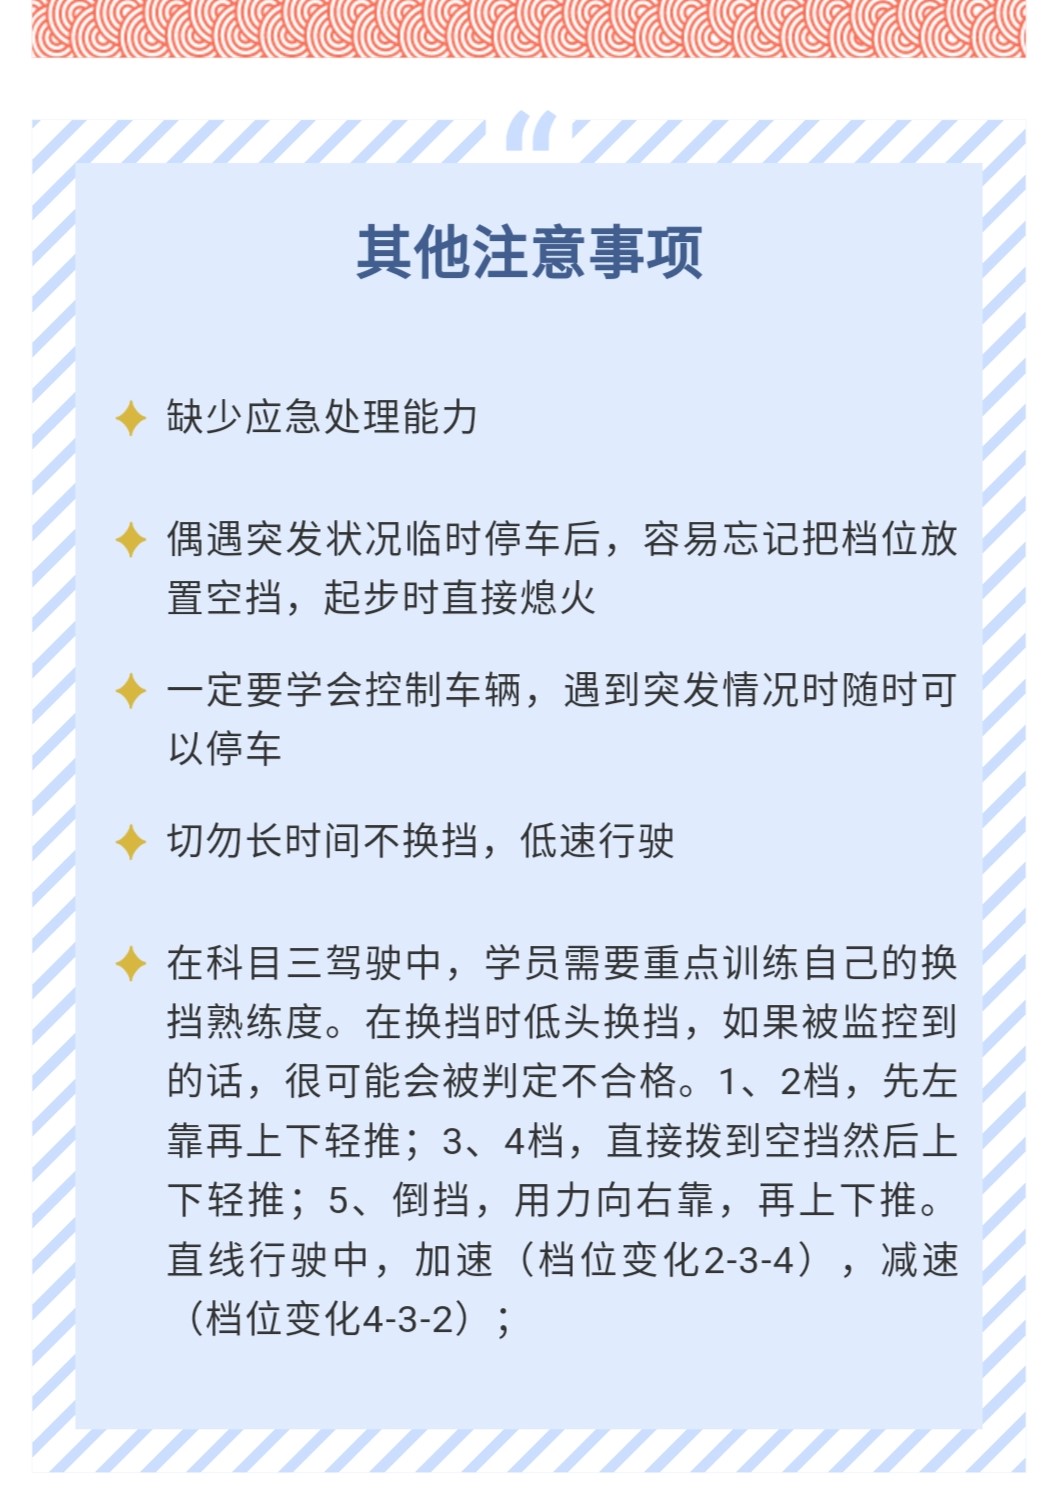 其他注意事项
缺少应急处理能力
偶遇突发状况临时停车后，容易忘记把档位放
置空挡，起步时直接熄火
一定要学会控制车辆，遇到突发情况时随时可
以停车
切勿长时间不换挡，低速行驶
在科目三驾驶中，学员需要重点训练自己的换
挡熟练度。在换挡时低头换挡，如果被监控到
的话，很可能会被判定不合格。1、2档，先左
靠再上下轻推；3、4档，直接拨到空挡然后上
下轻推；5、倒挡，用力向右靠，再上下推。
直线行驶中，加速（档位变化2-3-4），减速
（档位变化4-3-2）；